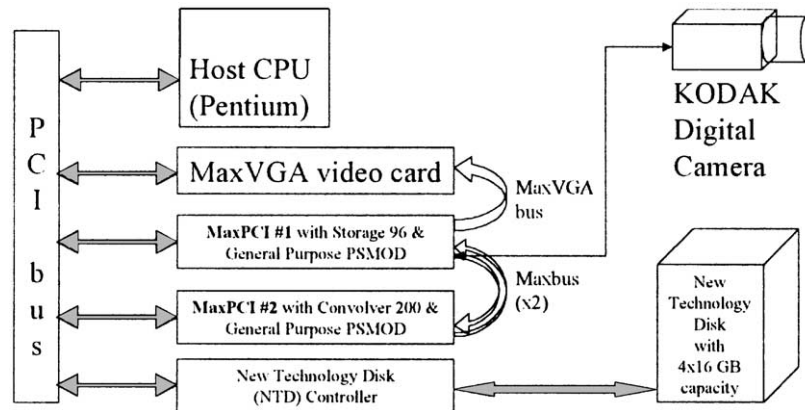 P
C
I
b
u
s
Host CPU
(Pentium)
MaxVGA video card
MaxPCI #1 with Storage 96 &
General Purpose PSMOD
MaxPCI #2 with Convolver 200 &
General Purpose PSMOD
New Technology Disk
(NTD) Controller
MaxVGA
bus
Maxbus
(x2)
KODAK
Digital
Camera
New
Technology
Disk
with
4x16 GB
capacity